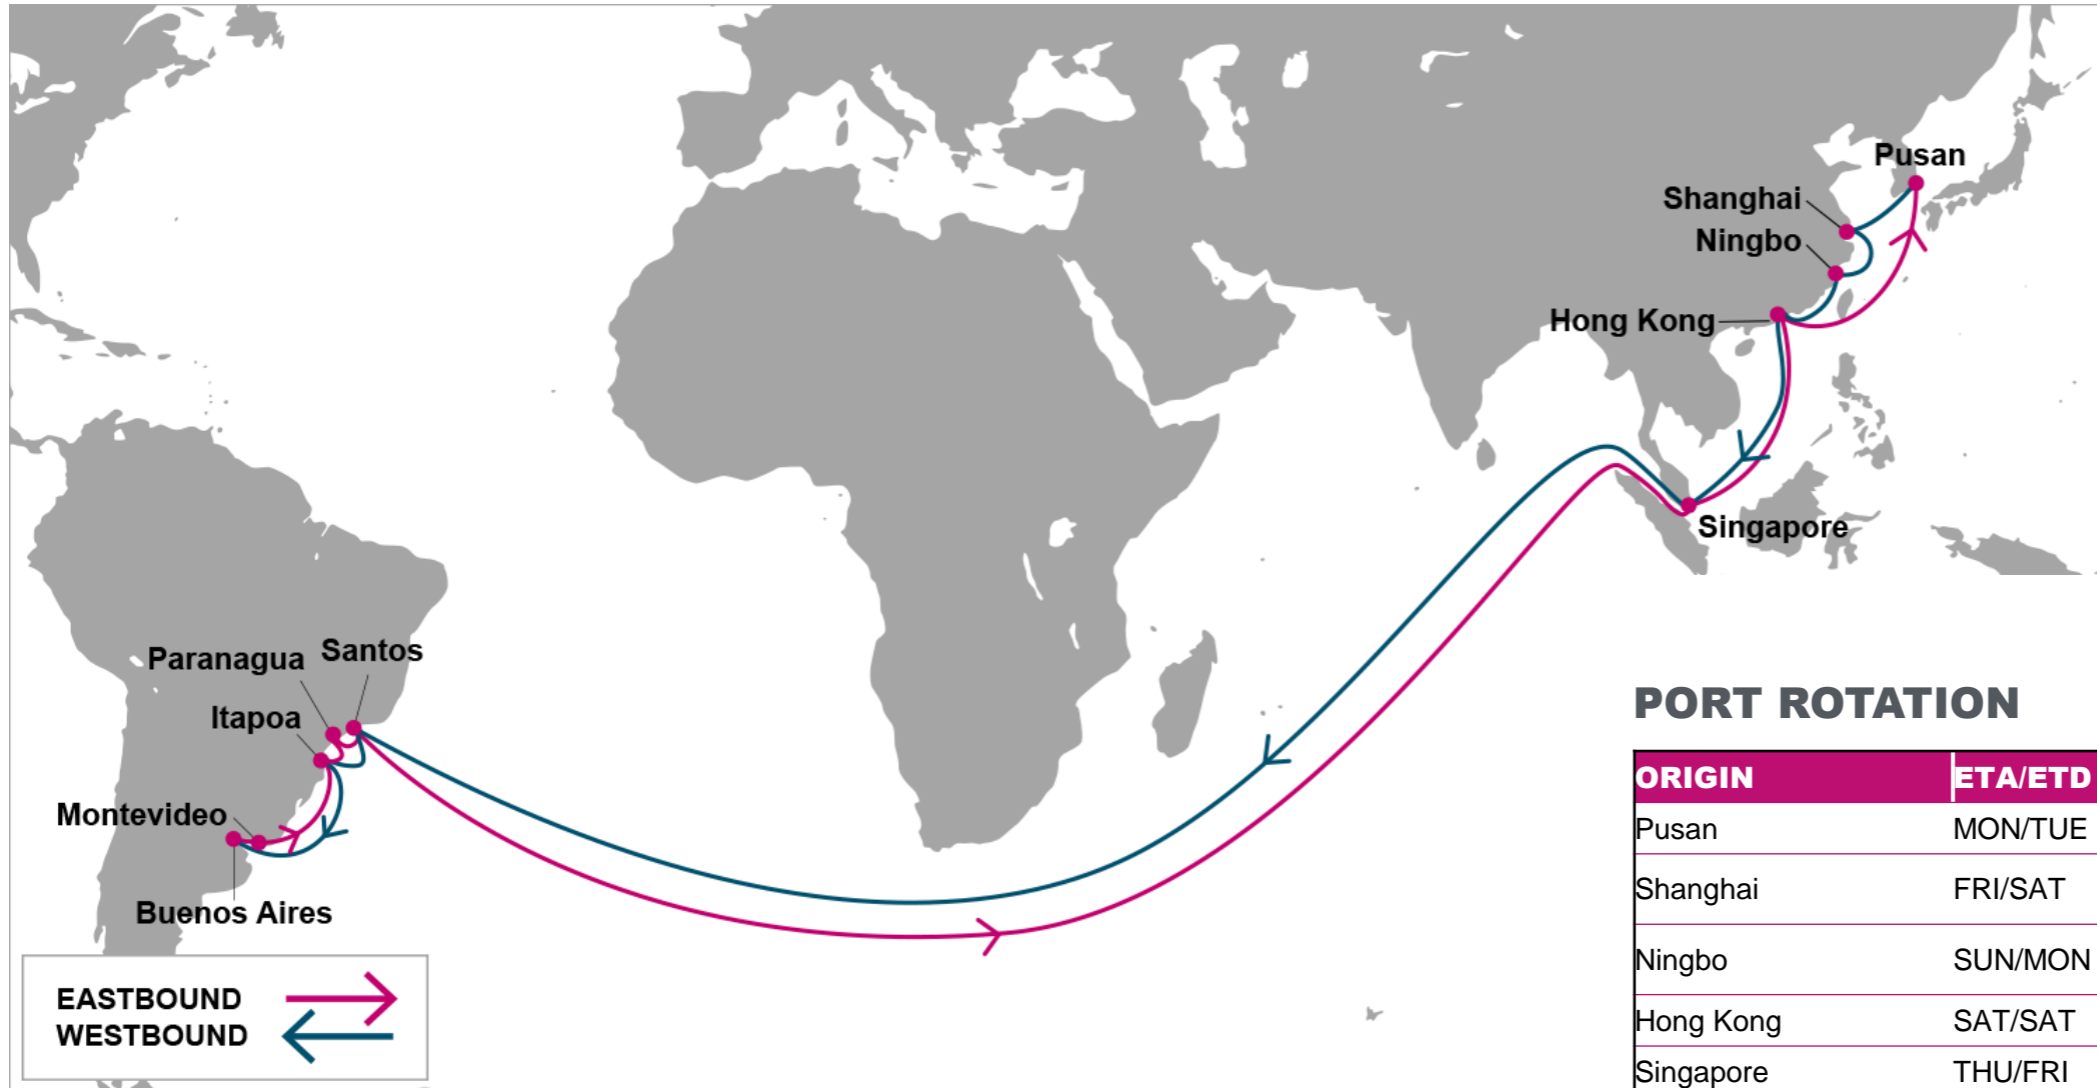 Pusan
Shanghai
Ningbo
Hong Kong
Singapore
Paranagua
Santos
Itapoa
Montevideo
Buenos Aires
EASTBOUND
WESTBOUND
PORT ROTATION
ORIGIN ETA/ETD
Pusan MON/TUE
Shanghai FRI/SAT
Ningbo SUN/MON
Hong Kong SAT/SAT
Singapore THU/FRI